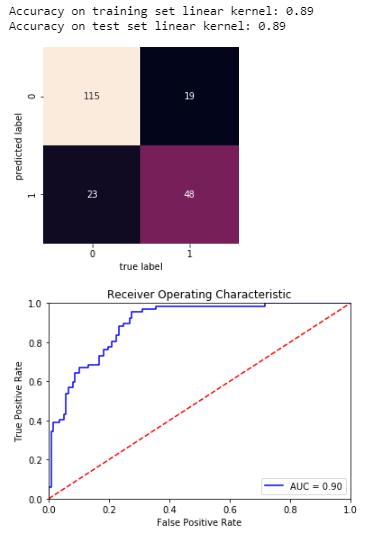 Accuracy on training set linear kernel: 0.89
Accuracy on test set linear kernel: 0.89
predicted label
0
115
19
1
23
48
0
1
true label
Receiver Operating Characteristic
True Positive Rate
1.0
0.8
0.6
0.4
0.2
0.0
AUC = 0.90
0.0
0.2
0.4
0.6
0.8
1.0
False Positive Rate